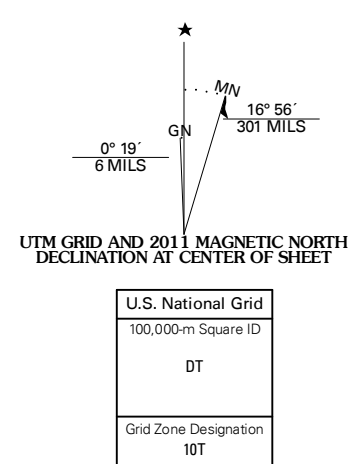 MN
16° 56´
301 MILS
GN
0° 19´
6 MILS
UTM GRID AND 2011 MAGNETIC NORTH
DECLINATION AT CENTER OF SHEET
U.S. National Grid
100,000-m Square ID
DT
Grid Zone Designation
10T